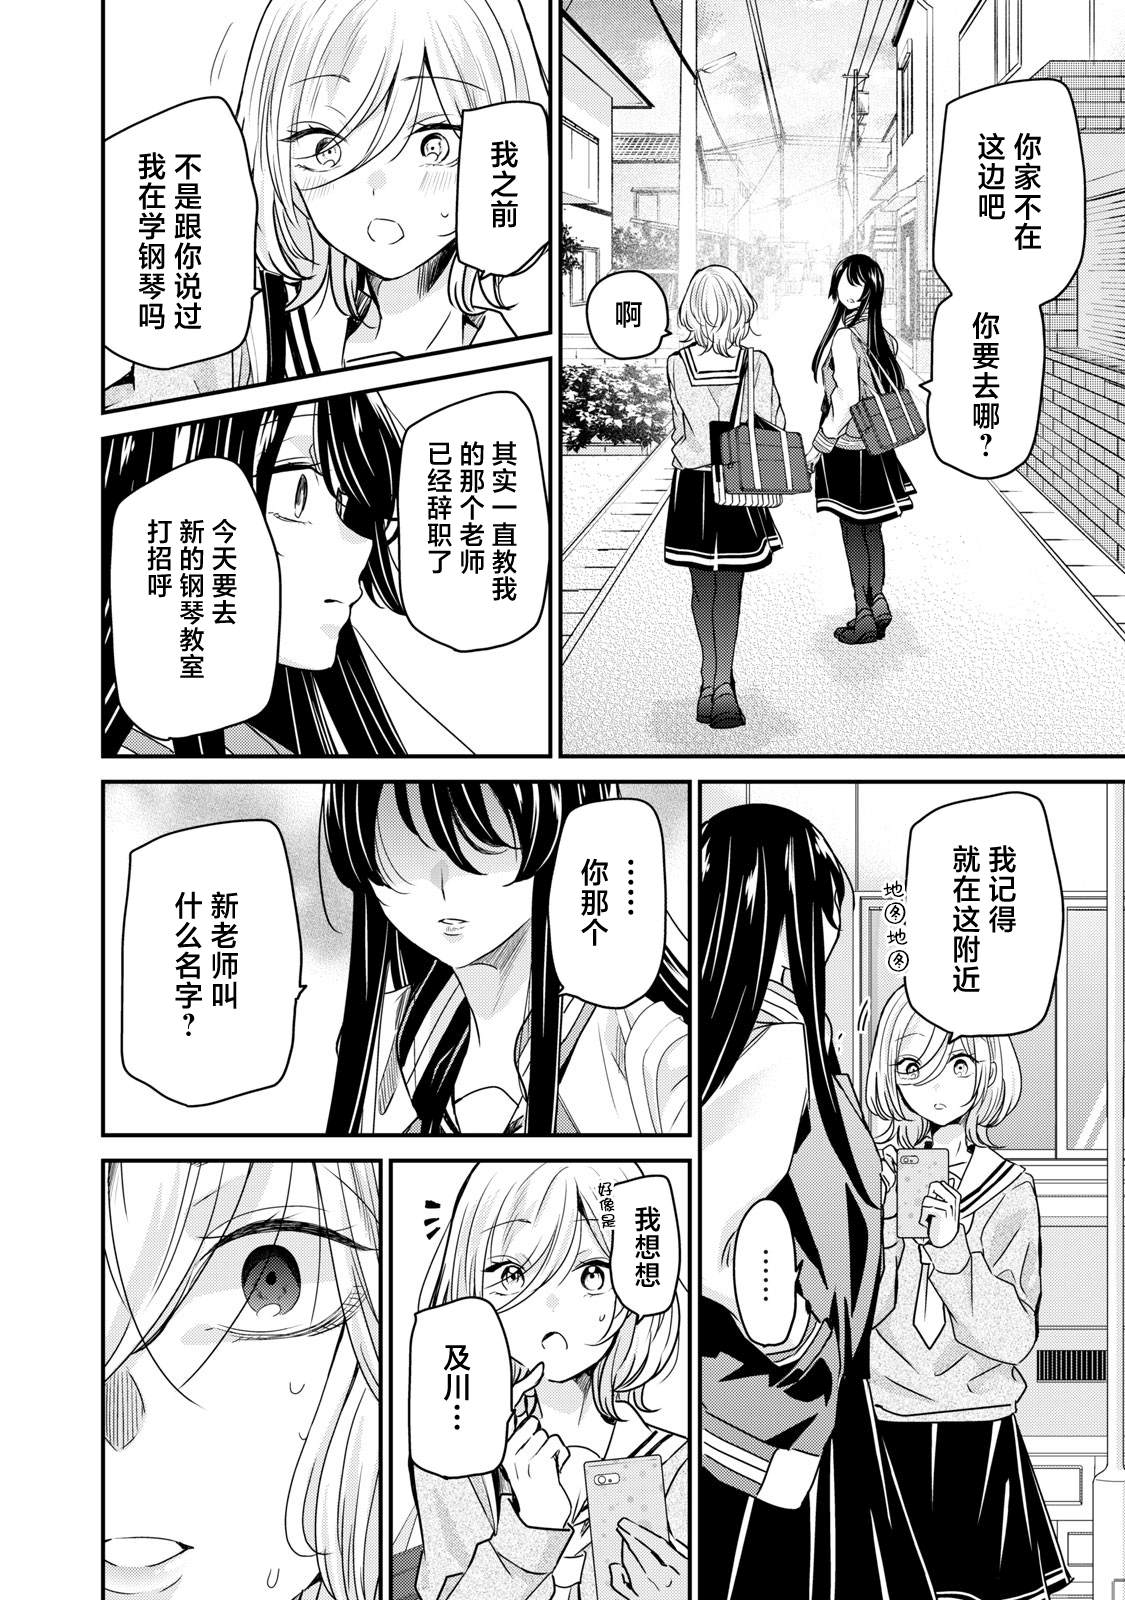 你家不在
这边吧
你要去哪?
啊
我之前
不是跟你说过
我在学钢琴吗
其实一直教我
的那个老师
已经辞职了
今天要去
新的钢琴教室
打招呼
我记得
就在这附近
地图地图
……
……
你那个
新老师叫
什么名字?
我想想
好像是
及川…